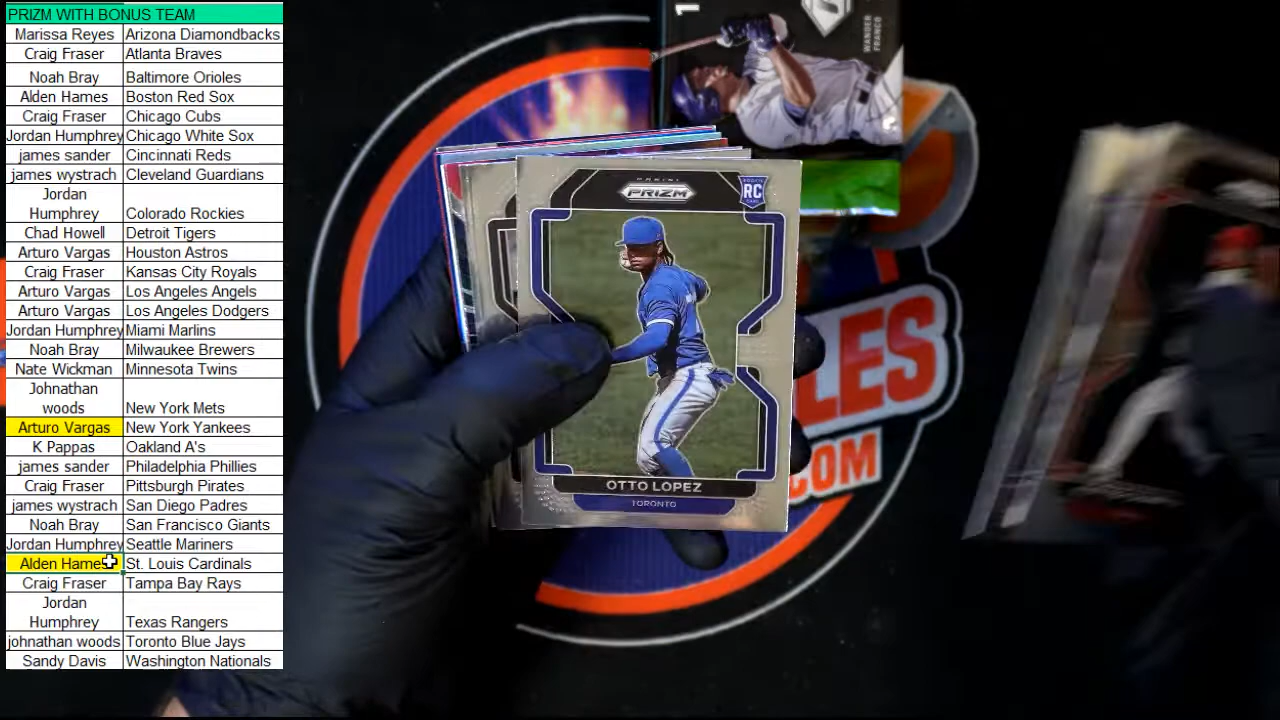 PRIZM WITH BONUS TEAM
Marissa Reyes Arizona Diamondbacks
Craig Fraser Atlanta Braves
Noah Bray Baltimore Orioles
Alden Hames Boston Red Sox
Craig Fraser Chicago Cubs
Jordan Humphrey Chicago White Sox
james sander Cincinnati Reds
james wystrach Cleveland Guardians
Jordan
Humphrey Colorado Rockies
Chad Howell Detroit Tigers
Arturo Vargas Houston Astros
Craig Fraser Kansas City Royals
Arturo Vargas Los Angeles Angels
Arturo Vargas Los Angeles Dodgers
Jordan Humphrey Miami Marlins
Noah Bray Milwaukee Brewers
Nate Wickman Minnesota Twins
Johnathan
woods New York Mets
Arturo Vargas New York Yankees
K Pappas Oakland A's
james sander Philadelphia Phillies
Craig Fraser Pittsburgh Pirates
james wystrach San Diego Padres
Noah Bray San Francisco Giants
Jordan Humphrey Seattle Mariners
Alden Hames St. Louis Cardinals
Craig Fraser Tampa Bay Rays
Jordan
Humphrey Texas Rangers
johnathan woods Toronto Blue Jays
Sandy Davis Washington Nationals
1
WANDER
FRANCO
PANINI
PRIZM
ROOKIE
RC
CARD
OTTO LOPEZ
TORONTO
LES
.COM